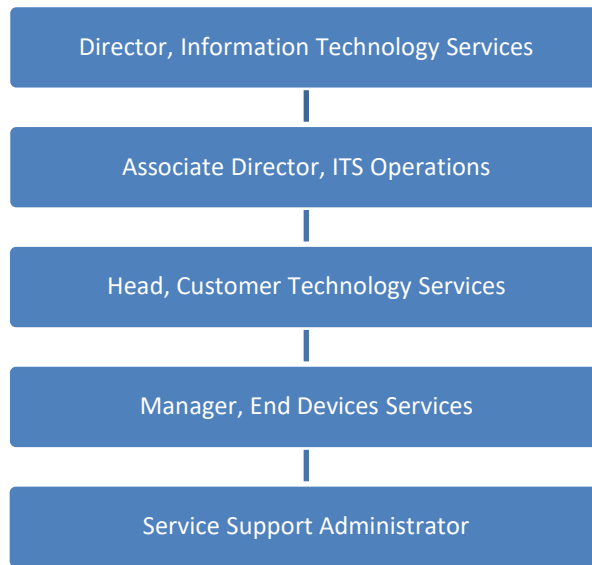 Director, Information Technology Services
Associate Director, ITS Operations
Head, Customer Technology Services
Manager, End Devices Services
Service Support Administrator